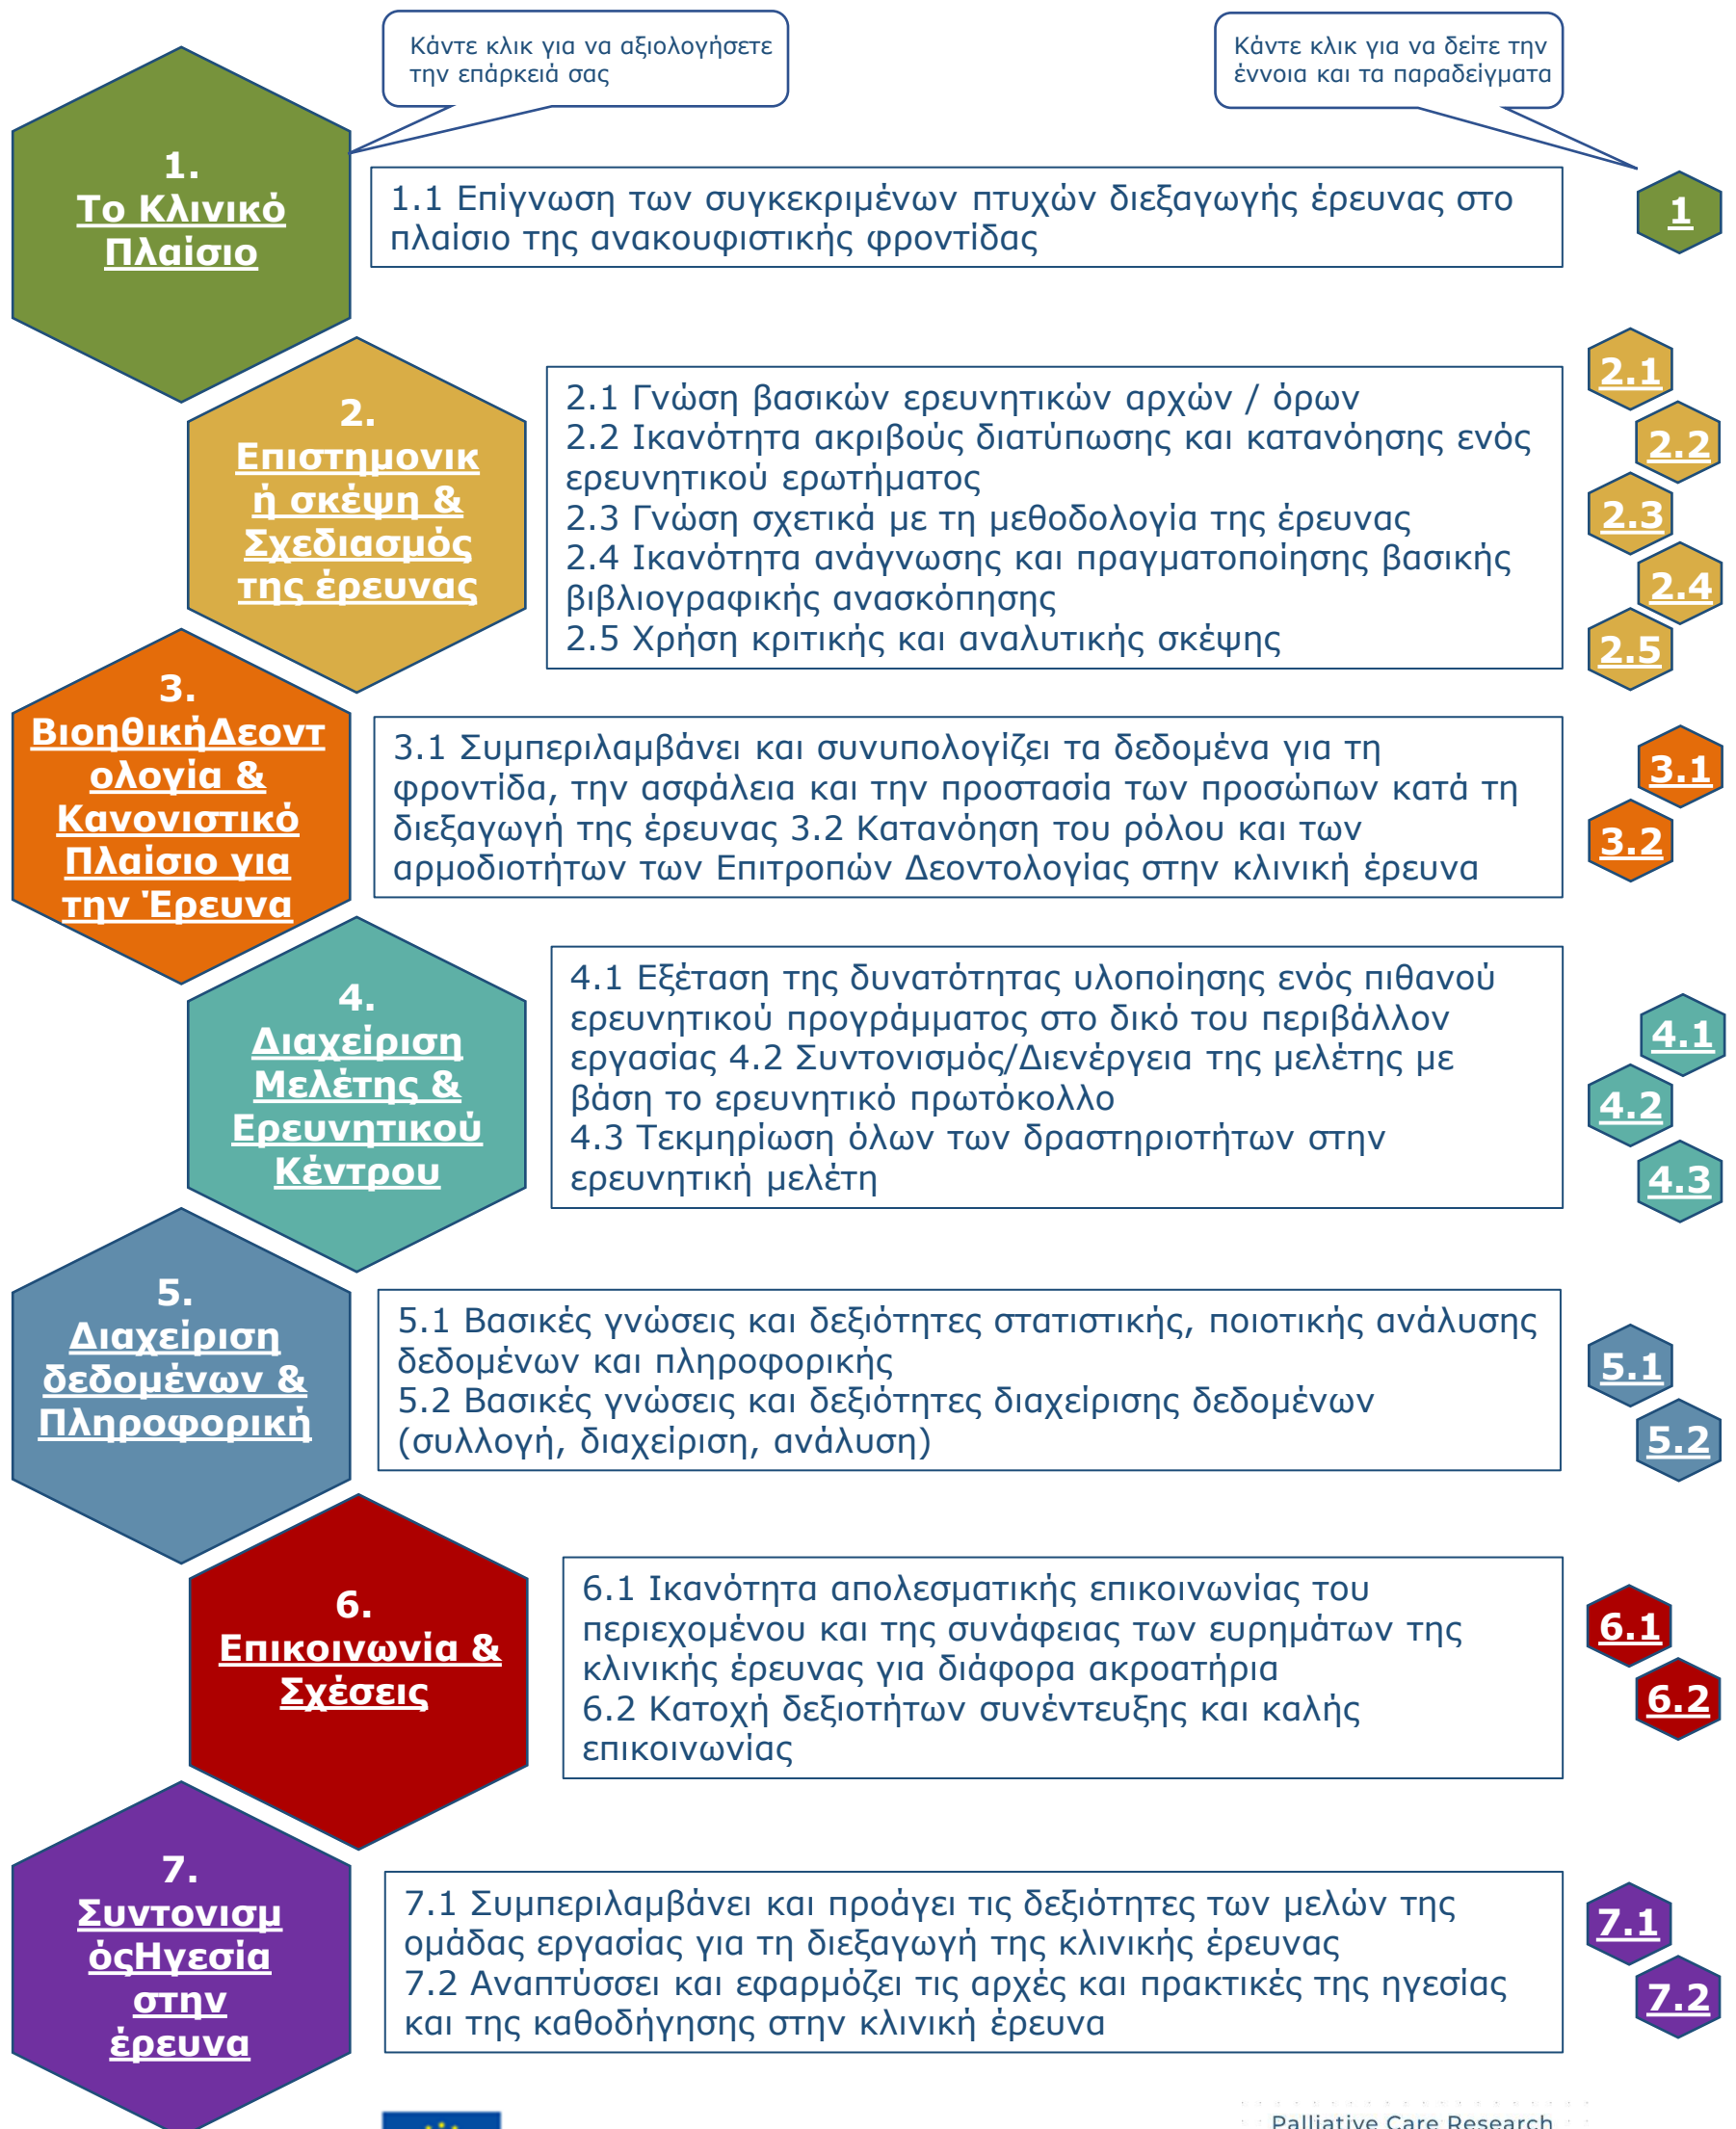 Κάντε κλικ για να αξιολογήσετε
την επάρκειά σας
Κάντε κλικ για να δείτε την
έννοια και τα παραδείγματα
1.
Το Κλινικό
Πλαίσιο
1.1 Επίγνωση των συγκεκριμένων πτυχών διεξαγωγής έρευνας στο
πλαίσιο της ανακουφιστικής φροντίδας
1
2.
Επιστημονικ
ή σκέψη &
Σχεδιασμός
της έρευνας
2.1 Γνώση βασικών ερευνητικών αρχών / όρων
2.2 Ικανότητα ακριβούς διατύπωσης και κατανόησης ενός
ερευνητικού ερωτήματος
2.3 Γνώση σχετικά με τη μεθοδολογία της έρευνας
2.4 Ικανότητα ανάγνωσης και πραγματοποίησης βασικής
βιβλιογραφικής ανασκόπησης
2.5 Χρήση κριτικής και αναλυτικής σκέψης
2.1
2.2
2.3
2.4
2.5
3.
ΒιοηθικήΔεοντ
ολογία &
Κανονιστικό
Πλαίσιο για
την Έρευνα
3.1 Συμπεριλαμβάνει και συνυπολογίζει τα δεδομένα για τη
φροντίδα, την ασφάλεια και την προστασία των προσώπων κατά τη
διεξαγωγή της έρευνας 3.2 Κατανόηση του ρόλου και των
αρμοδιοτήτων των Επιτροπών Δεοντολογίας στην κλινική έρευνα
3.1
3.2
4.
Διαχείριση
Μελέτης &
Ερευνητικού
Κέντρου
4.1 Εξέταση της δυνατότητας υλοποίησης ενός πιθανού
ερευνητικού προγράμματος στο δικό του περιβάλλον
εργασίας 4.2 Συντονισμός/Διενέργεια της μελέτης με
βάση το ερευνητικό πρωτόκολλο
4.3 Τεκμηρίωση όλων των δραστηριοτήτων στην
ερευνητική μελέτη
4.1
4.2
4.3
5.
Διαχείριση
δεδομένων &
Πληροφορική
5.1 Βασικές γνώσεις και δεξιότητες στατιστικής, ποιοτικής ανάλυσης
δεδομένων και πληροφορικής
5.2 Βασικές γνώσεις και δεξιότητες διαχείρισης δεδομένων
(συλλογή, διαχείριση, ανάλυση)
5.1
5.2
6.
Επικοινωνία &
Σχέσεις
6.1 Ικανότητα απολεσματικής επικοινωνίας του
περιεχομένου και της συνάφειας των ευρημάτων της
κλινικής έρευνας για διάφορα ακροατήρια
6.2 Κατοχή δεξιοτήτων συνέντευξης και καλής
επικοινωνίας
6.1
6.2
7.
Συντονισμ
όςΗγεσία
στην
έρευνα
7.1 Συμπεριλαμβάνει και προάγει τις δεξιότητες των μελών της
ομάδας εργασίας για τη διεξαγωγή της κλινικής έρευνας
7.2 Αναπτύσσει και εφαρμόζει τις αρχές και πρακτικές της ηγεσίας
και της καθοδήγησης στην κλινική έρευνα
7.1
7.2
Palliative Care Research